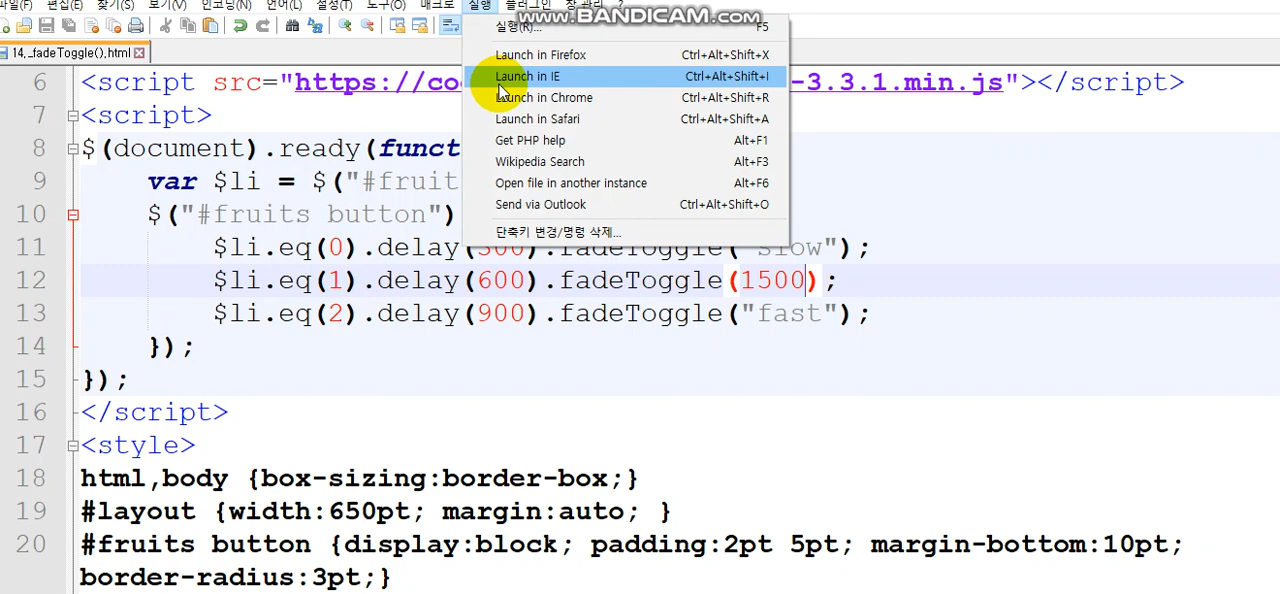 파일(F) 편집(E) 찾기(S) 보기(V) 인코딩(N) 언어(L) 설정(T) 도구(O) 매크로 실행 플러그인 창 관리 ?
www.BANDICAM.com
14,_fadeToggle(),html
실행(R)... F5
Launch in Firefox Ctrl+Alt+Shift+X
Launch in IE Ctrl+Alt+Shift+I
Launch in Chrome Ctrl+Alt+Shift+R
Launch in Safari Ctrl+Alt+Shift+A
Get PHP help Alt+F1
Wikipedia Search Alt+F3
Open file in another instance Alt+F6
Send via Outlook Ctrl+Alt+Shift+O
단축키 변경/명령 삭제...
6 <script src="https://co -3.3.1.min.js"></script>
7 <script>
8 $(document).ready(funct
9 var $li = $("#fruit
10 $("#fruits button")
11 $li.eq(0).delay(300).fadeToggle("slow");
12 $li.eq(1).delay(600).fadeToggle(1500);
13 $li.eq(2).delay(900).fadeToggle("fast");
14 });
15 });
16 </script>
17 <style>
18 html,body {box-sizing:border-box;}
19 #layout {width:650pt; margin:auto; }
20 #fruits button {display:block; padding:2pt 5pt; margin-bottom:10pt;
border-radius:3pt;}